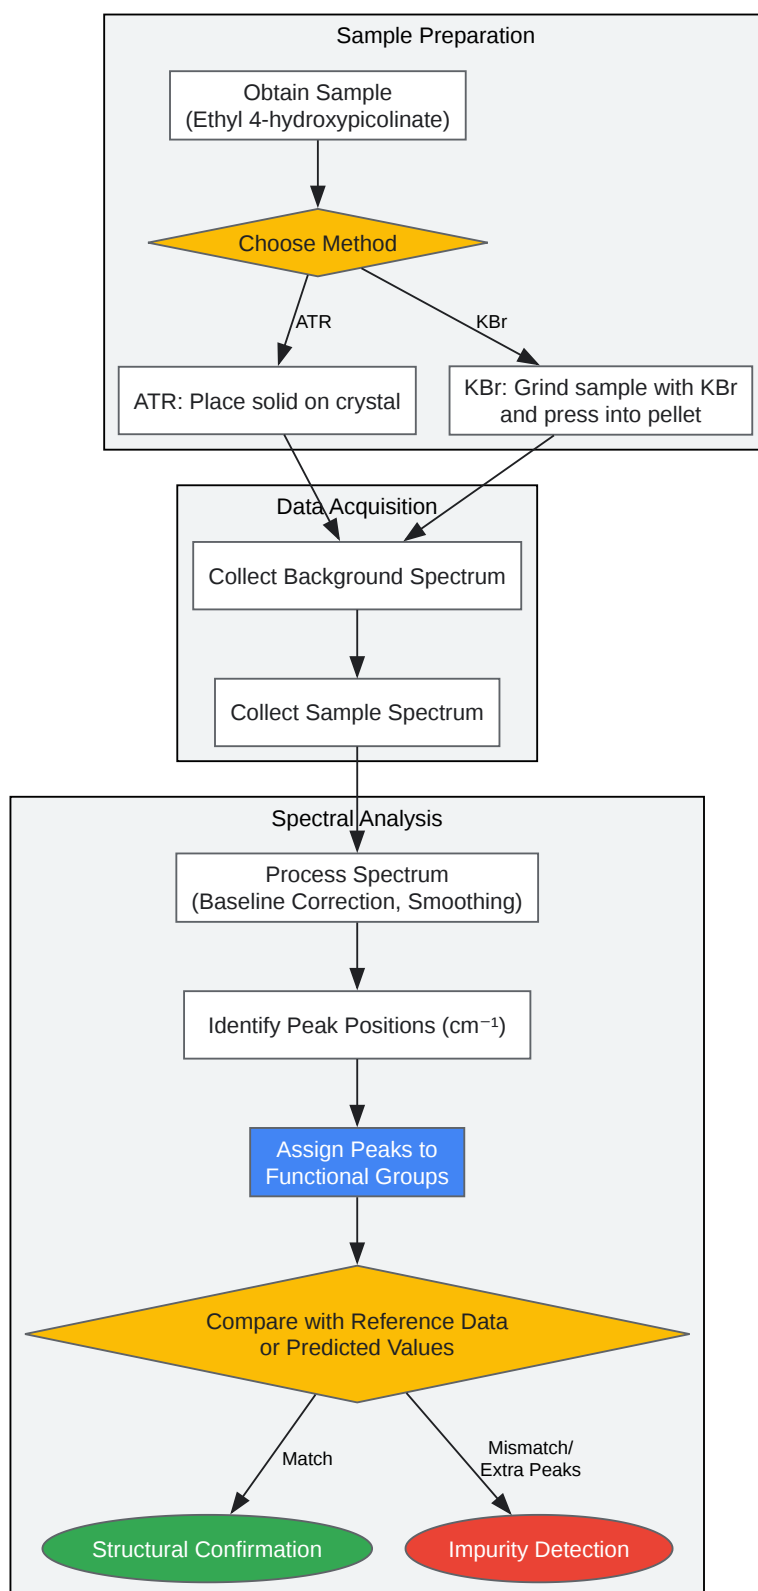 Sample Preparation
Obtain Sample
(Ethyl 4-hydroxypicolinate)
Choose Method
ATR
KBr
ATR: Place solid on crystal
KBr: Grind sample with KBr
and press into pellet
Data Acquisition
Collect Background Spectrum
Collect Sample Spectrum
Spectral Analysis
Process Spectrum
(Baseline Correction, Smoothing)
Identify Peak Positions (cm⁻¹)
Assign Peaks to
Functional Groups
Compare with Reference Data
or Predicted Values
Match
Mismatch/
Extra Peaks
Structural Confirmation
Impurity Detection